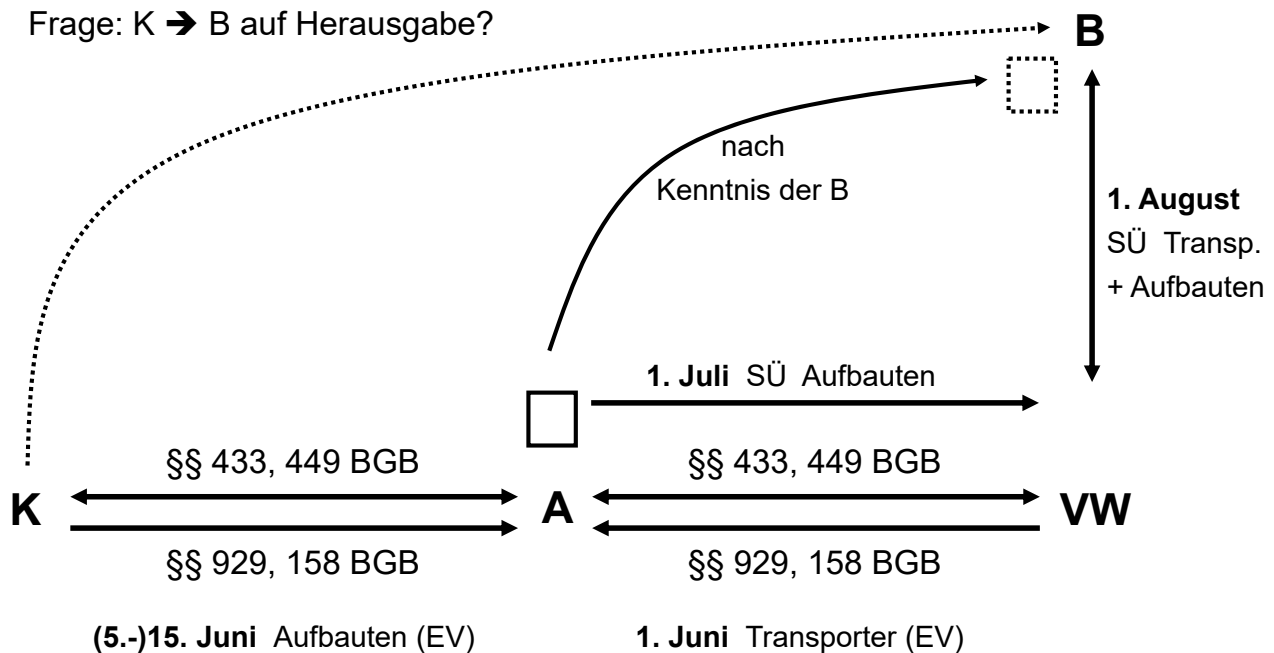 Frage: K ➔ B auf Herausgabe?
B
nach
Kenntnis der B
1. August
SÜ Transp.
+ Aufbauten
1. Juli SÜ Aufbauten
§§ 433, 449 BGB
§§ 433, 449 BGB
K
A
VW
§§ 929, 158 BGB
§§ 929, 158 BGB
(5.-)15. Juni Aufbauten (EV)
1. Juni Transporter (EV)